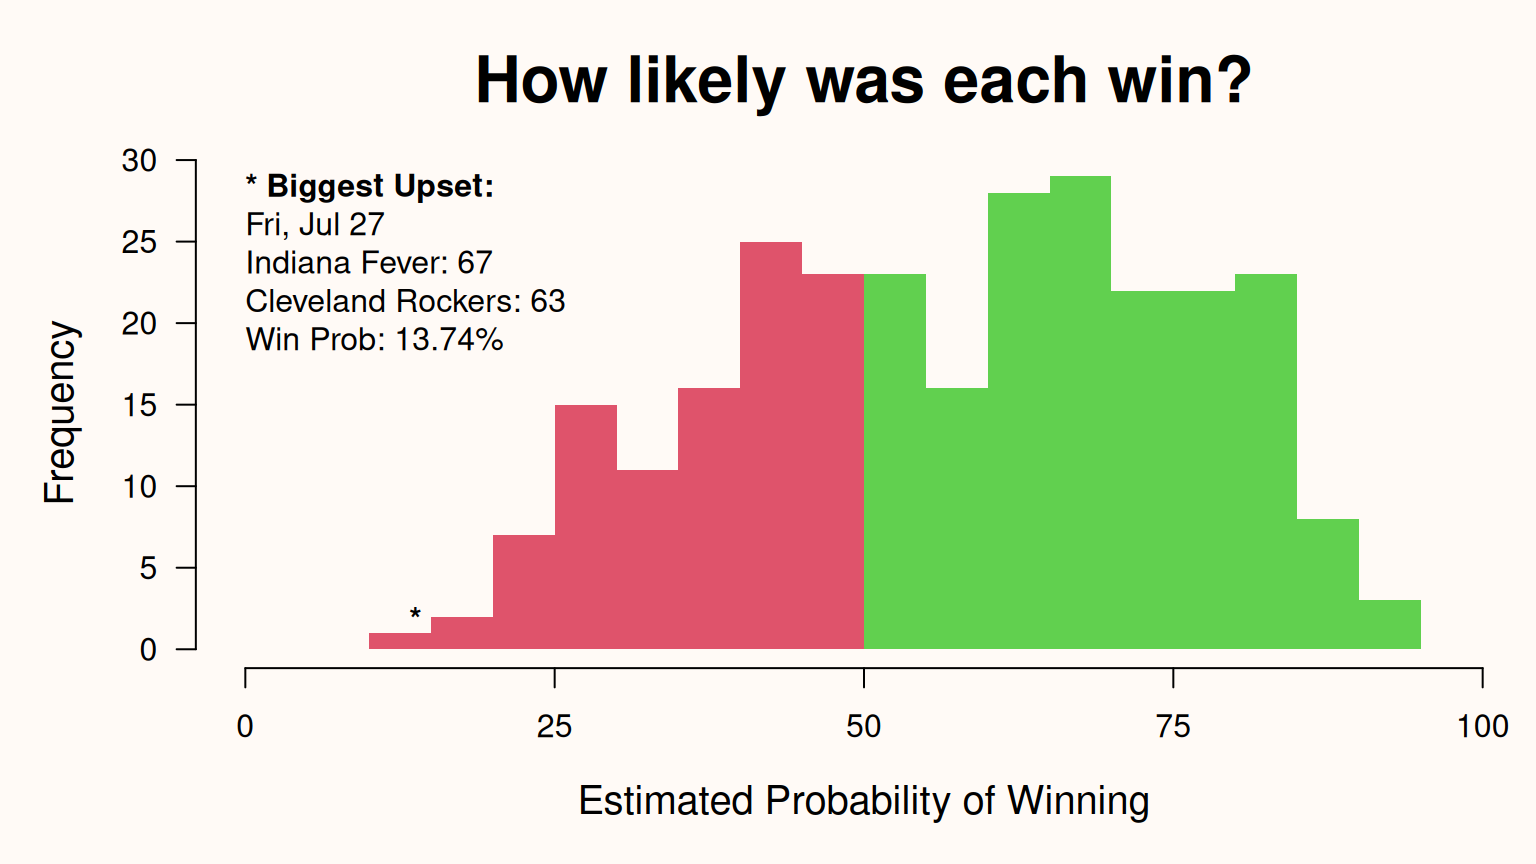 How likely was each win?
* Biggest Upset:
Fri, Jul 27
Indiana Fever: 67
Cleveland Rockers: 63
Win Prob: 13.74%
30
25
20
15
10
5
0
Frequency
*
0 25 50 75 100
Estimated Probability of Winning